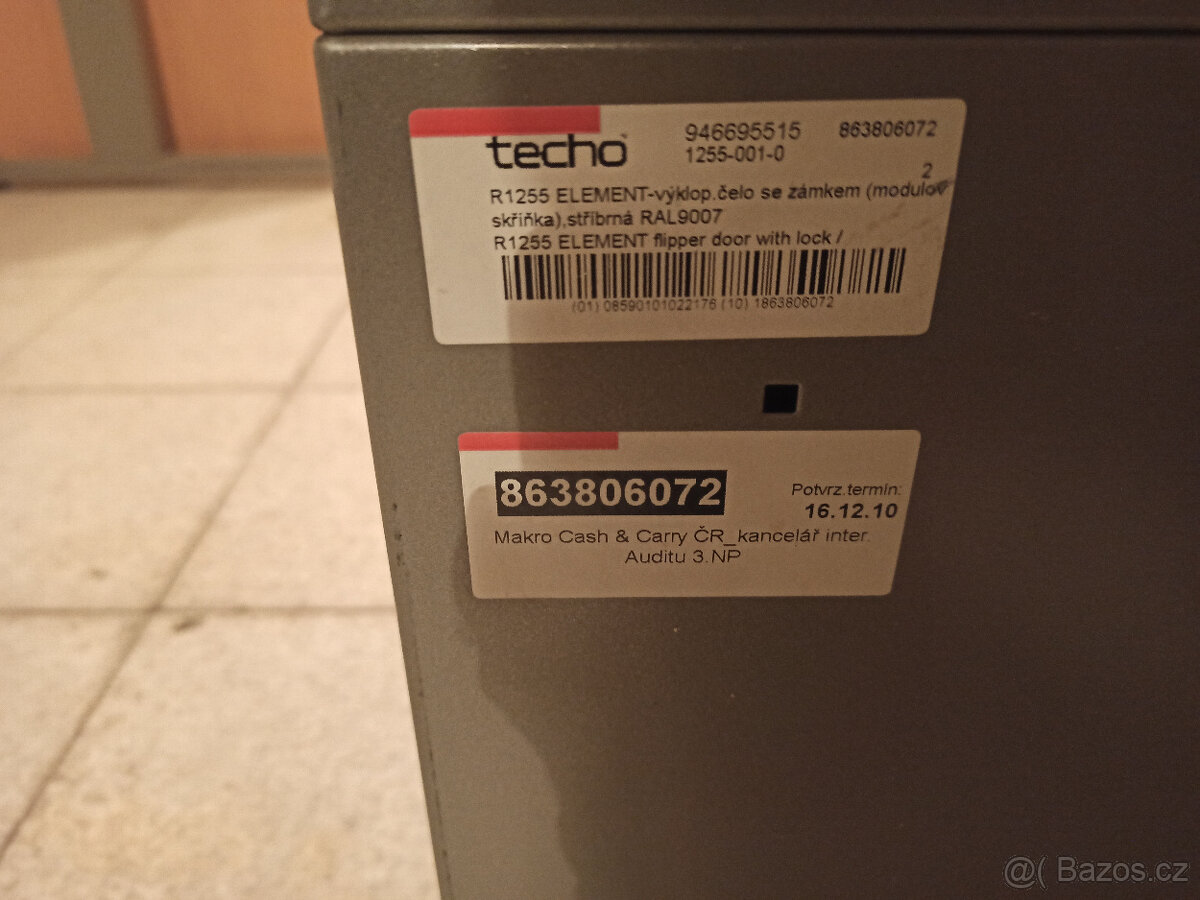 techo
946695515 863806072
1255-001-0
2
R1255 ELEMENT-výklop.čelo se zámkem (modulov
skříňka),stříbrná RAL9007
R1255 ELEMENT flipper door with lock /
(01) 08590101022176 (10) 1863806072
863806072
Potvrz.termín:
16.12.10
Makro Cash & Carry ČR_kancelář inter.
Auditu 3.NP
@( Bazos.cz